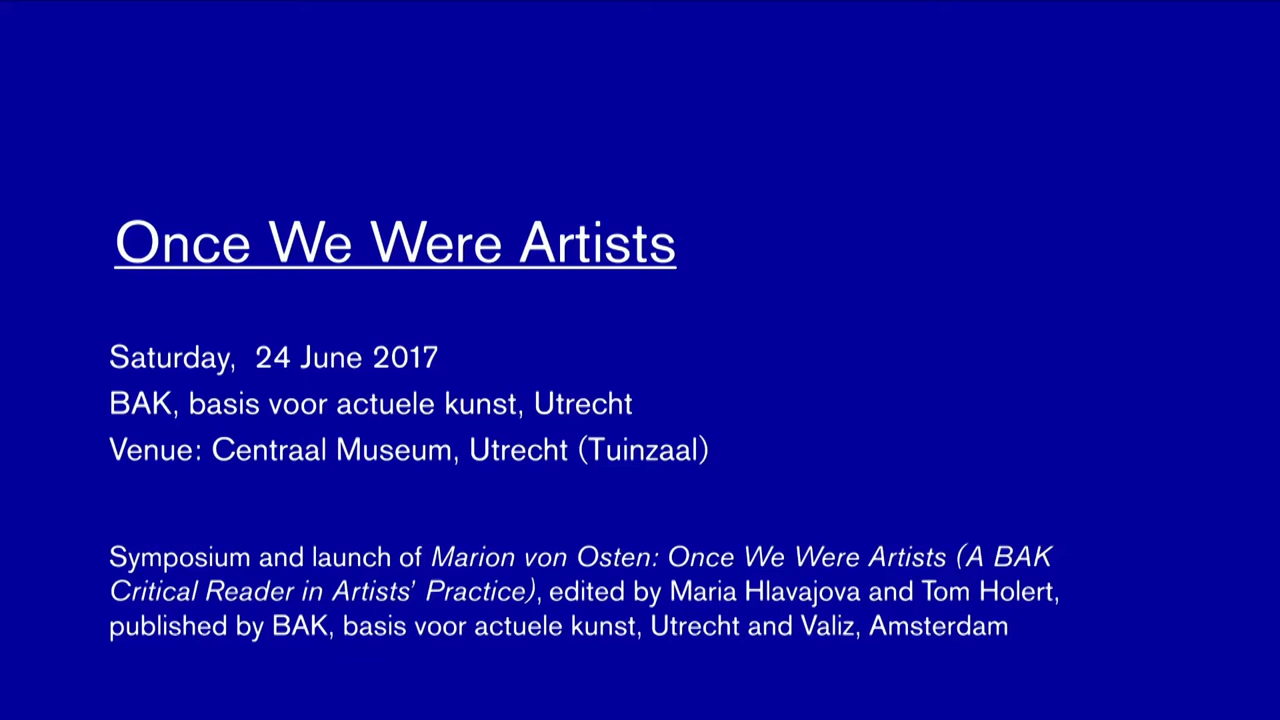 Once We Were Artists
Saturday,  24 June 2017
BAK, basis voor actuele kunst, Utrecht
Venue: Centraal Museum, Utrecht (Tuinzaal)
Symposium and launch of Marion von Osten: Once We Were Artists (A BAK
Critical Reader in Artists’ Practice), edited by Maria Hlavajova and Tom Holert,
published by BAK, basis voor actuele kunst, Utrecht and Valiz, Amsterdam